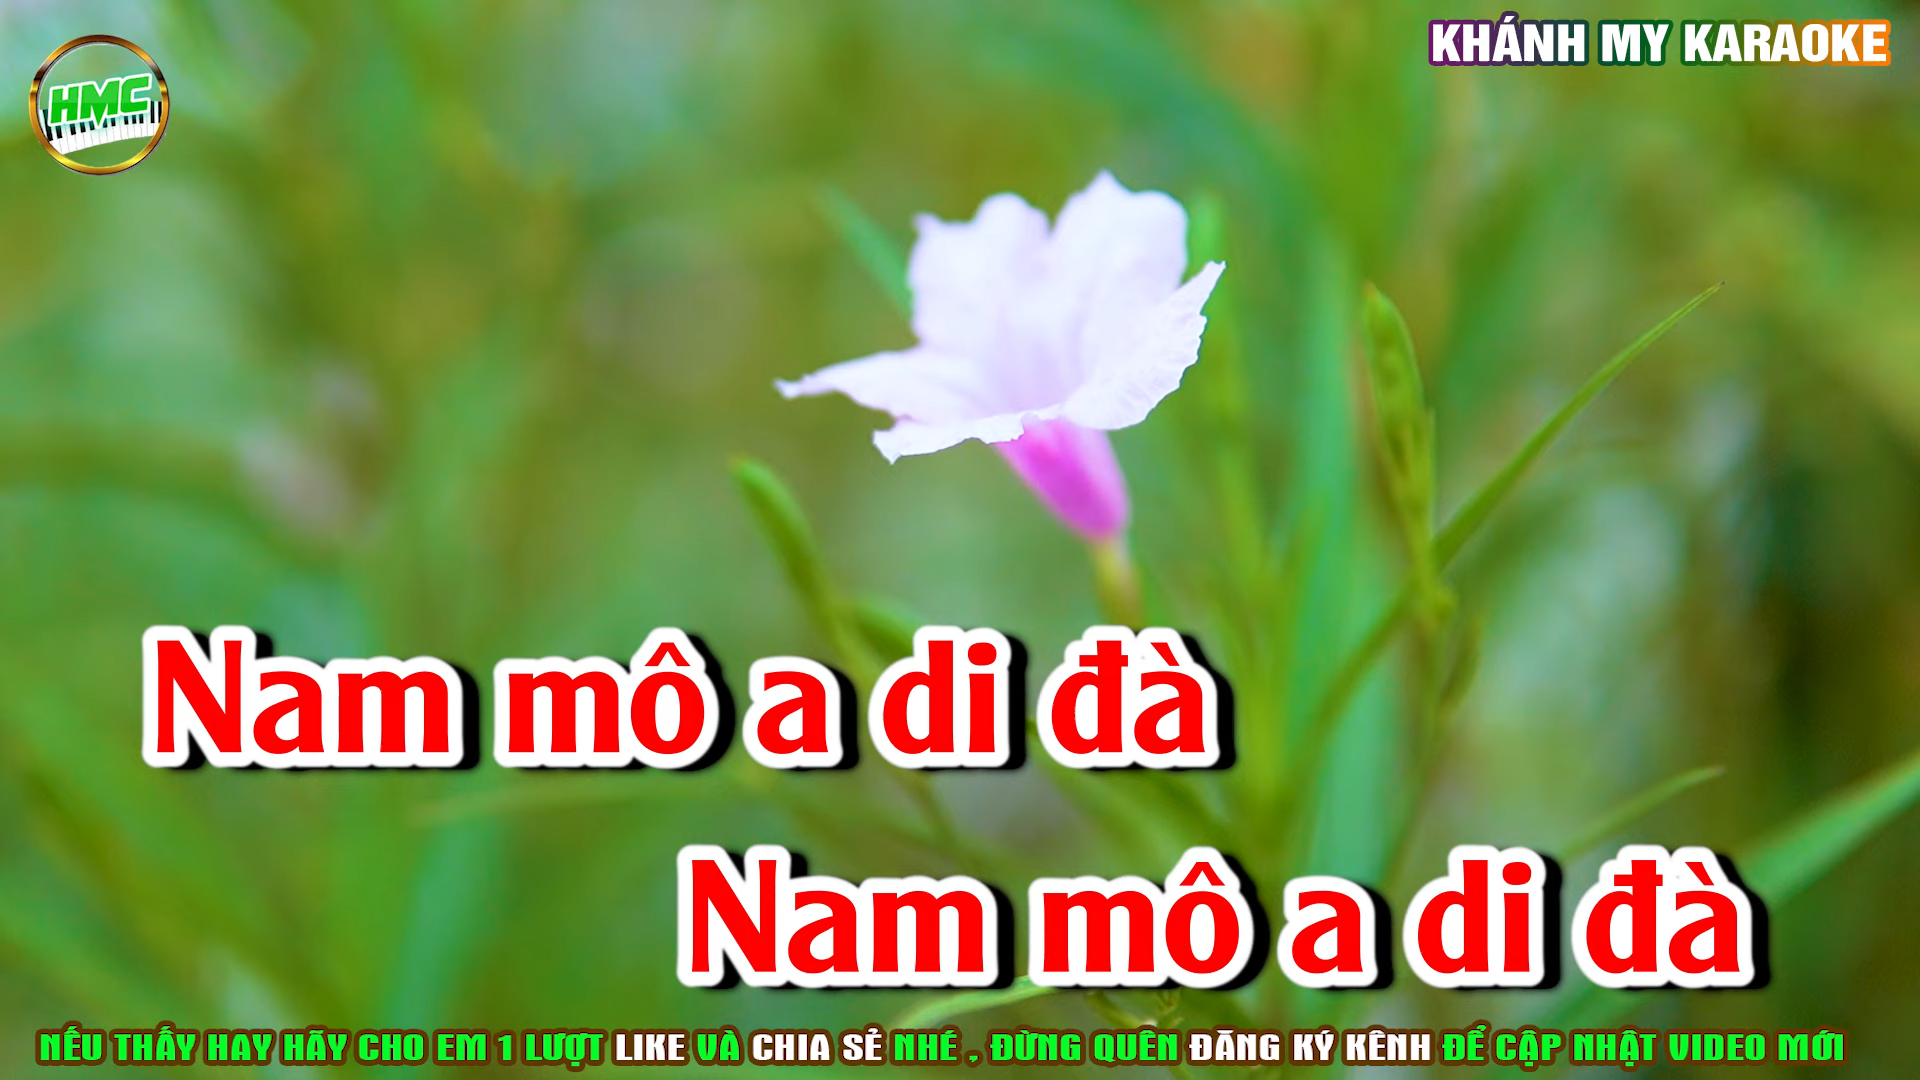 KHÁNH MY KARAOKE
HMC
Nam mô a di đà
Nam mô a di đà
NẾU THẤY HAY HÃY CHO EM 1 LƯỢT LIKE VÀ CHIA SẺ NHÉ , ĐỪNG QUÊN ĐĂNG KÝ KÊNH ĐỂ CẬP NHẬT VIDEO MỚI